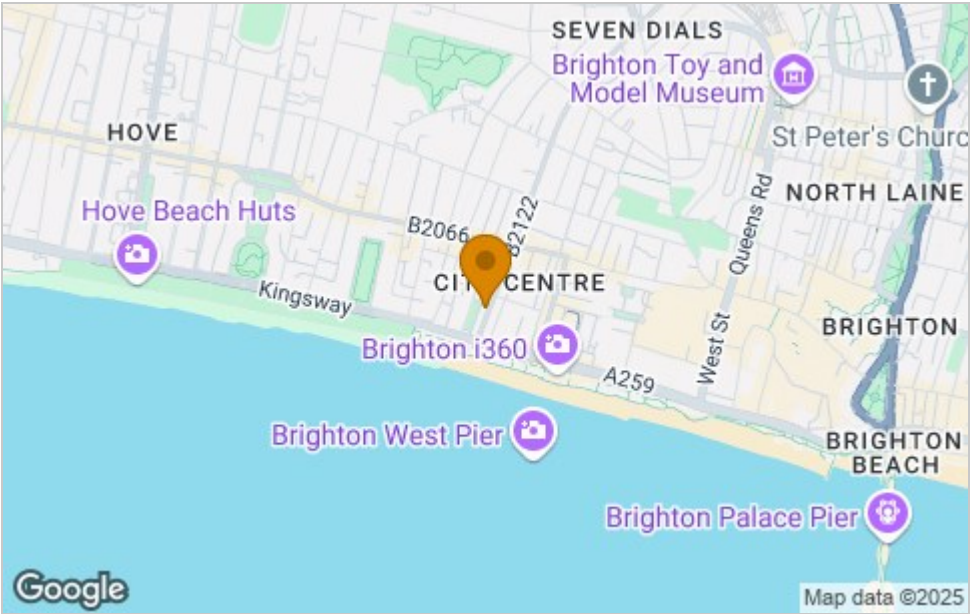 SEVEN DIALS
Brighton Toy and
Model Museum
HOVE
St Peter's Churc
NORTH LAINE
Hove Beach Huts
B2066
B2122
Queens Rd
CITY CENTRE
Kingsway
BRIGHTON
Brighton i360
West St
A259
Brighton West Pier
BRIGHTON
BEACH
Brighton Palace Pier
Google
Map data ©2025